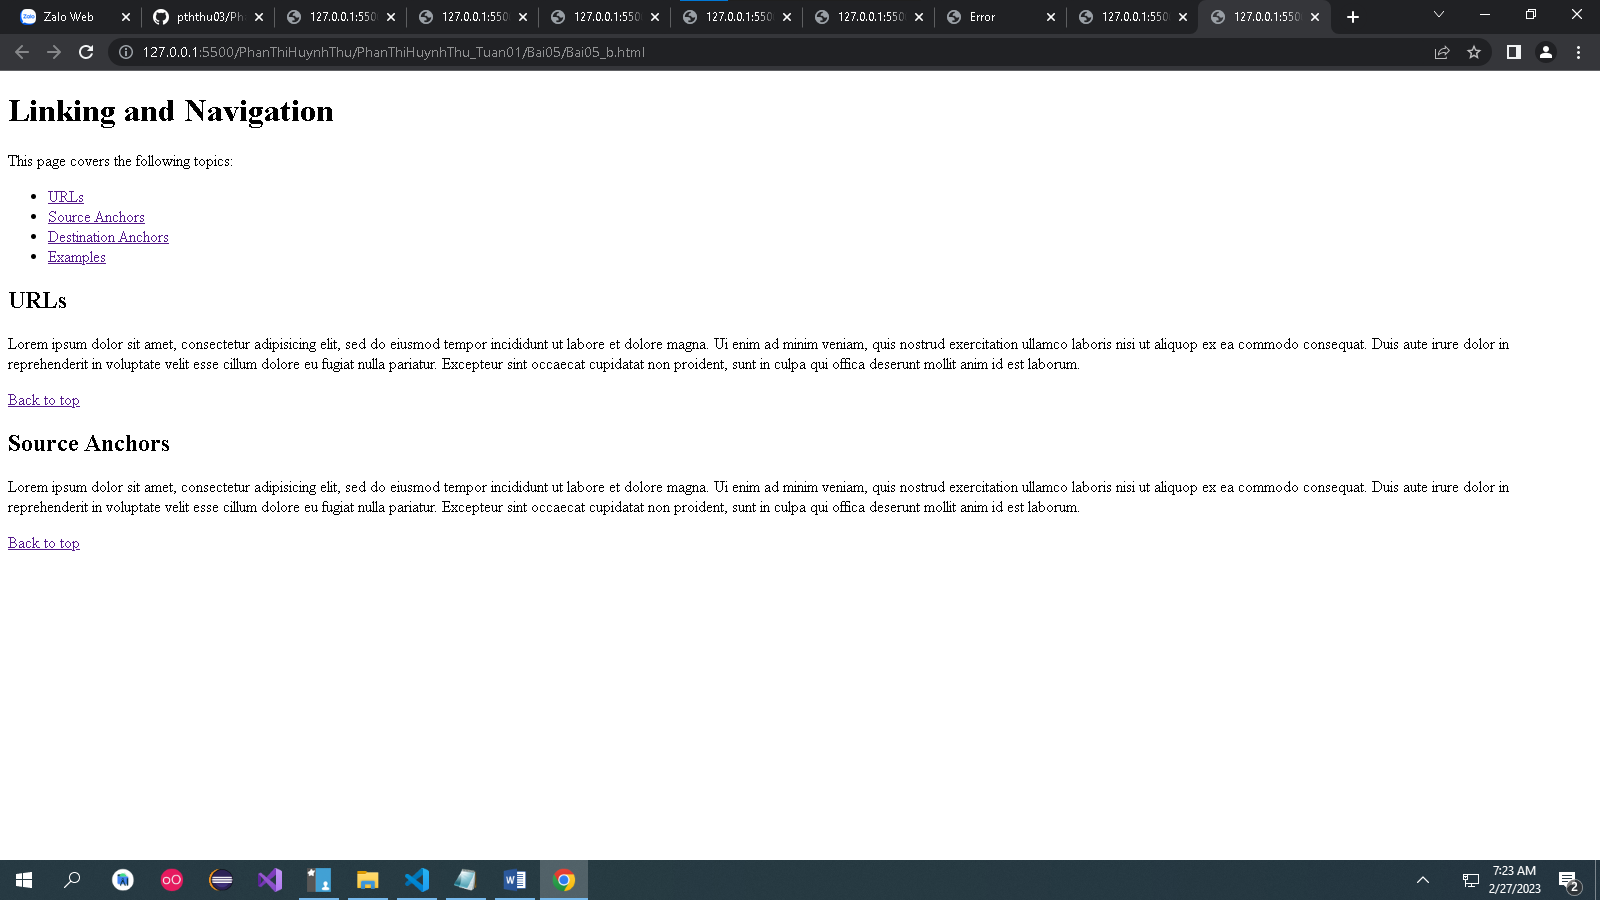 Zalo Web
pththu03/Ph
127.0.0.1:550
127.0.0.1:550
127.0.0.1:550
127.0.0.1:550
127.0.0.1:550
Error
127.0.0.1:550
127.0.0.1:550
127.0.0.1:5500/PhanThiHuynhThu/PhanThiHuynhThu_Tuan01/Bai05/Bai05_b.html
Linking and Navigation
This page covers the following topics:
URLs
Source Anchors
Destination Anchors
Examples
URLs
Lorem ipsum dolor sit amet, consectetur adipisicing elit, sed do eiusmod tempor incididunt ut labore et dolore magna. Ui enim ad minim veniam, quis nostrud exercitation ullamco laboris nisi ut aliquop ex ea commodo consequat. Duis aute irure dolor in
reprehenderit in voluptate velit esse cillum dolore eu fugiat nulla pariatur. Excepteur sint occaecat cupidatat non proident, sunt in culpa qui offica deserunt mollit anim id est laborum.
Back to top
Source Anchors
Lorem ipsum dolor sit amet, consectetur adipisicing elit, sed do eiusmod tempor incididunt ut labore et dolore magna. Ui enim ad minim veniam, quis nostrud exercitation ullamco laboris nisi ut aliquop ex ea commodo consequat. Duis aute irure dolor in
reprehenderit in voluptate velit esse cillum dolore eu fugiat nulla pariatur. Excepteur sint occaecat cupidatat non proident, sunt in culpa qui offica deserunt mollit anim id est laborum.
Back to top
7:23 AM
2/27/2023
2